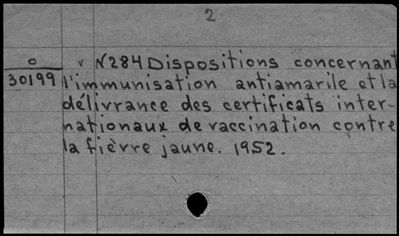 2
o v N284 Dispositions concernant
30199 l'immunisation antiamarile et la
délivrance des certificats inter-
nationaux de vaccination contre
la fièvre jaune. 1952.